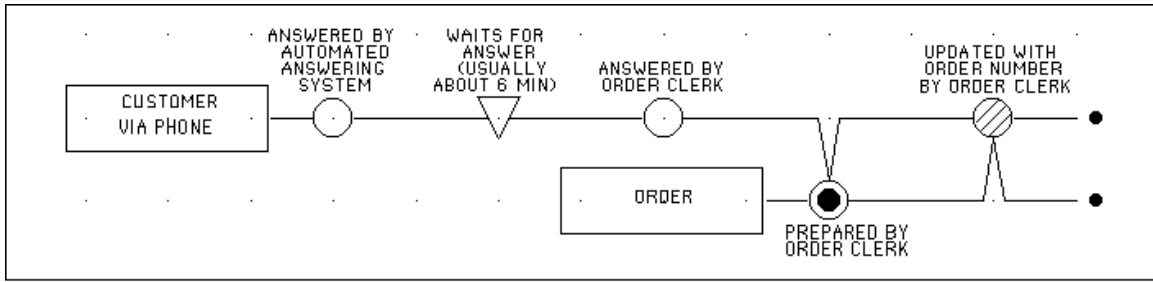 ANSWERED BY
AUTOMATED
ANSWERING
SYSTEM
WAITS FOR
ANSWER
(USUALLY
ABOUT 6 MIN)
ANSWERED BY
ORDER CLERK
UPDATED WITH
ORDER NUMBER
BY ORDER CLERK
CUSTOMER
VIA PHONE
ORDER
PREPARED BY
ORDER CLERK